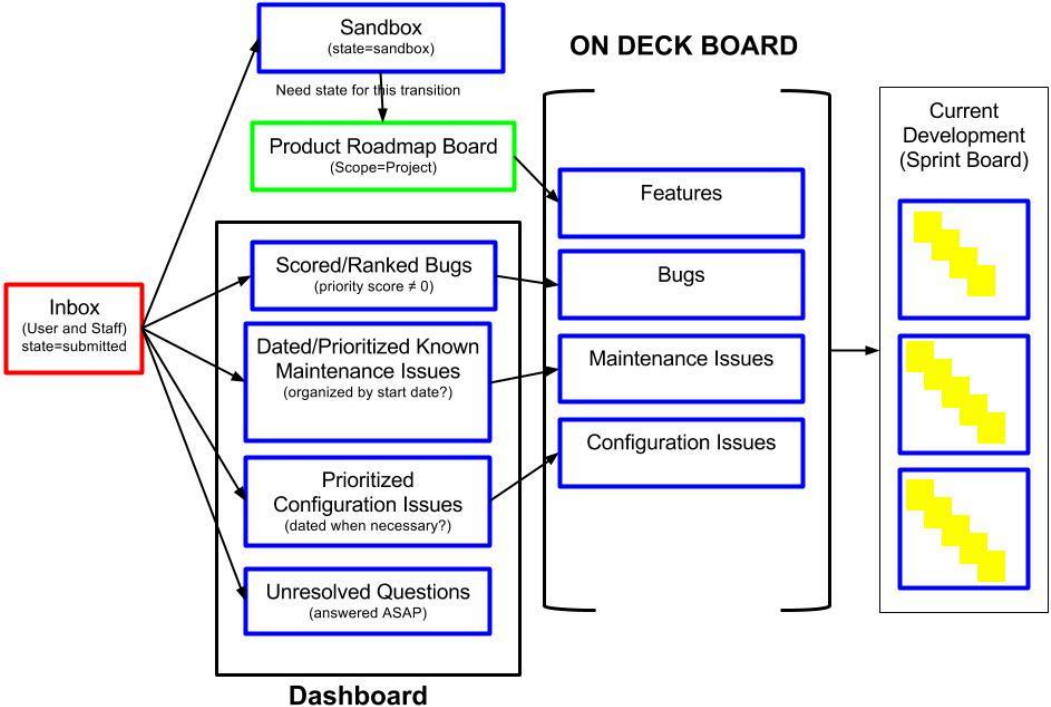 Sandbox
(state=sandbox)
ON DECK BOARD
Need state for this transition
Product Roadmap Board
(Scope=Project)
Current
Development
(Sprint Board)
Features
Scored/Ranked Bugs
(priority score ≠ 0)
Bugs
Inbox
(User and Staff)
state=submitted
Dated/Prioritized Known
Maintenance Issues
(organized by start date?)
Maintenance Issues
Configuration Issues
Prioritized
Configuration Issues
(dated when necessary?)
Unresolved Questions
(answered ASAP)
Dashboard